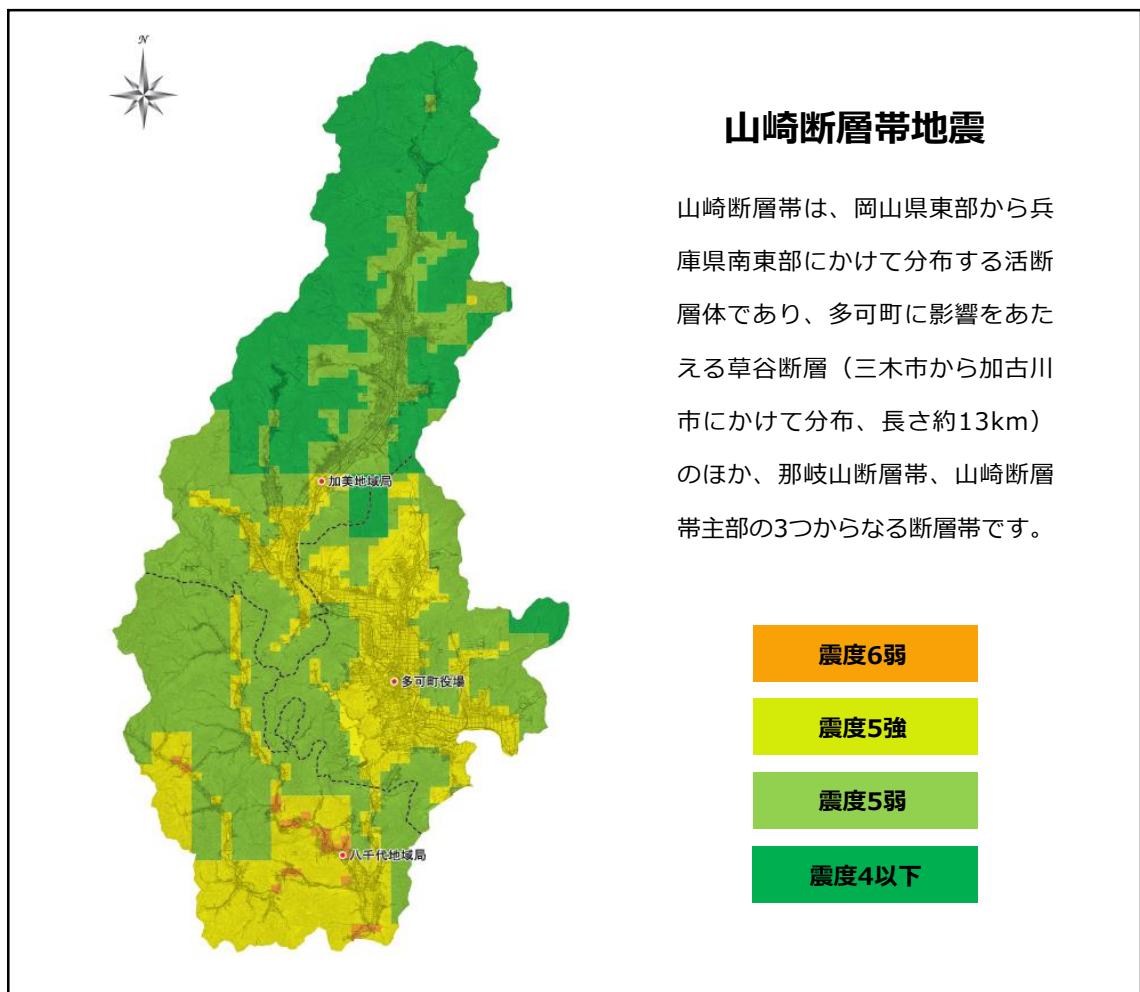 N
山崎断層帯地震
山崎断層帯は、岡山県東部から兵
庫県南東部にかけて分布する活断
層体であり、多可町に影響をあた
える草谷断層（三木市から加古川
市にかけて分布、長さ約13km）
のほか、那岐山断層帯、山崎断層
帯主部の3つからなる断層帯です。
加美地域局
多可町役場
八千代地域局
震度6弱
震度5強
震度5弱
震度4以下